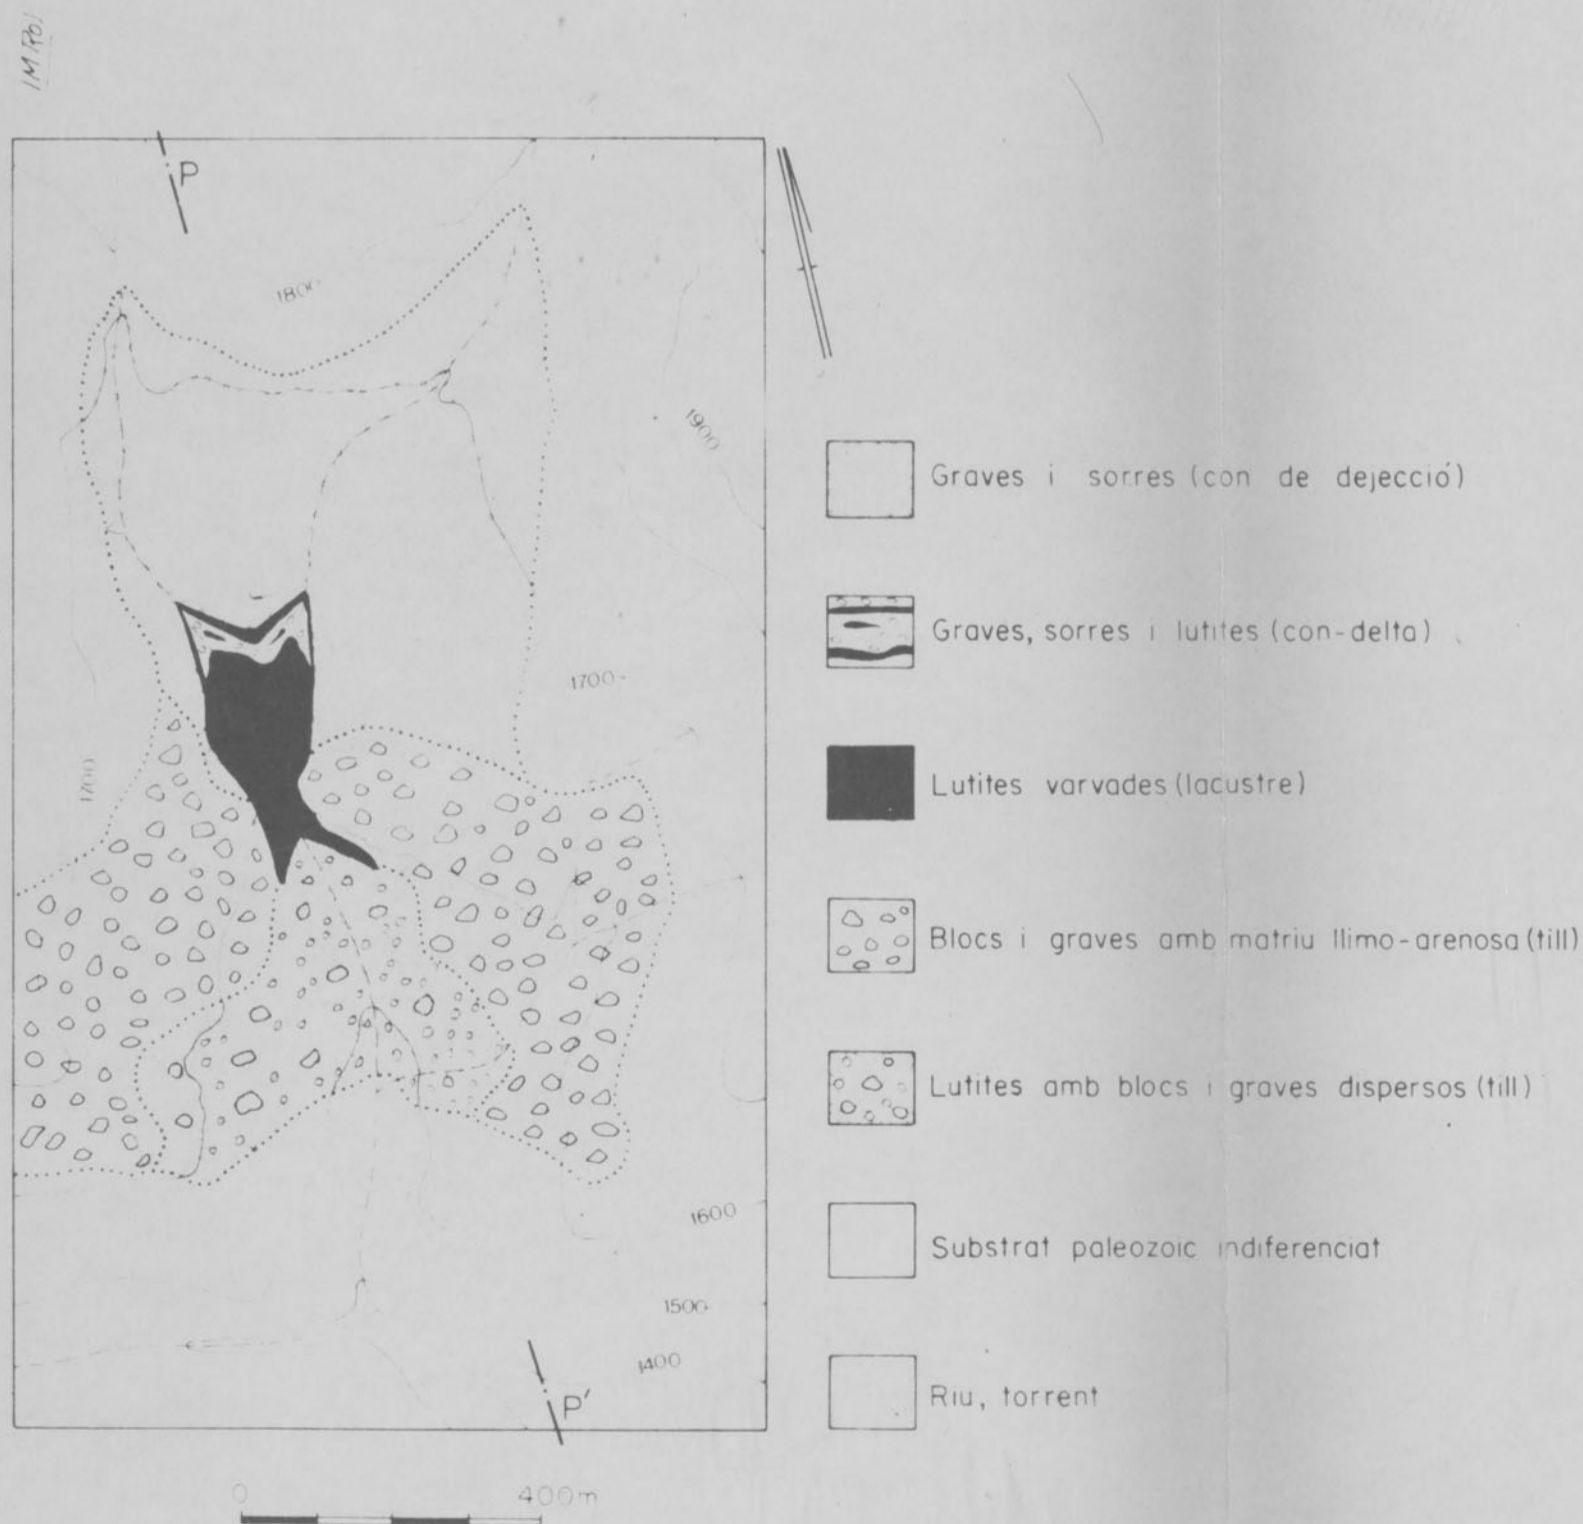 P
1800
1900
1700
1700
1600
1500
1400
P'
0 400m
Graves i sorres (con de dejecció)
Graves, sorres i lutites (con-delta)
Lutites varvades (lacustre)
Blocs i graves amb matriu llimo-arenosa (till)
Lutites amb blocs i graves dispersos (till)
Substrat paleozoic indiferenciat
Riu, torrent